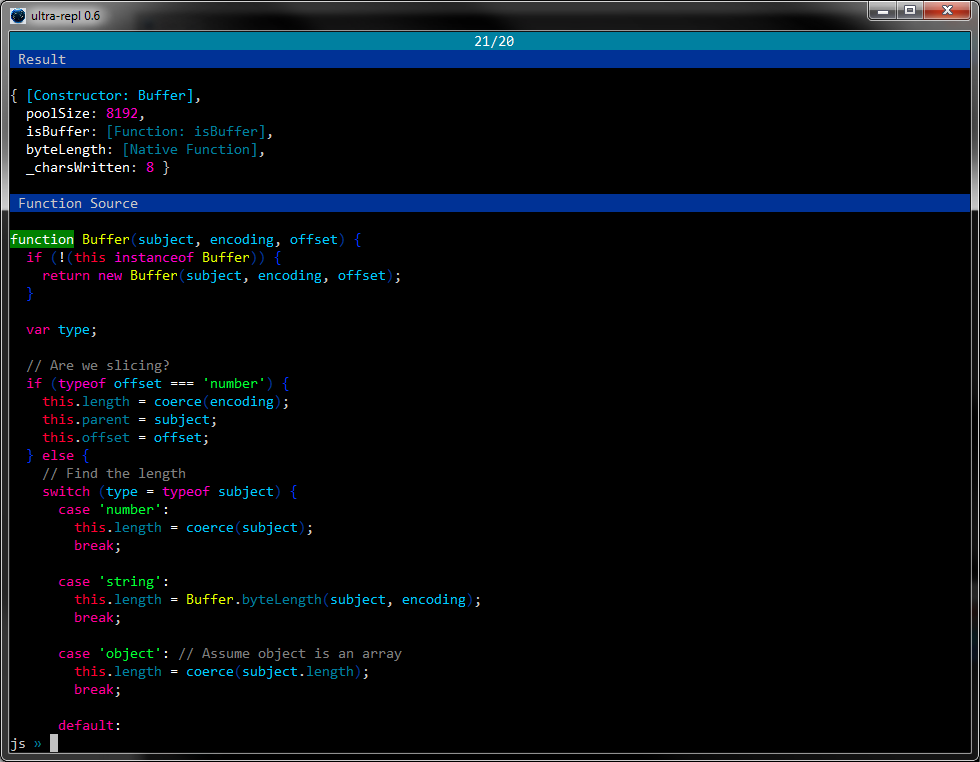 ultra-repl 0.6
21/20
Result
{ [Constructor: Buffer],
  poolSize: 8192,
  isBuffer: [Function: isBuffer],
  byteLength: [Native Function],
  _charsWritten: 8 }
Function Source
function Buffer(subject, encoding, offset) {
  if (!(this instanceof Buffer)) {
    return new Buffer(subject, encoding, offset);
  }
  var type;
  // Are we slicing?
  if (typeof offset === 'number') {
    this.length = coerce(encoding);
    this.parent = subject;
    this.offset = offset;
  } else {
    // Find the length
    switch (type = typeof subject) {
      case 'number':
        this.length = coerce(subject);
        break;
      case 'string':
        this.length = Buffer.byteLength(subject, encoding);
        break;
      case 'object': // Assume object is an array
        this.length = coerce(subject.length);
        break;
      default:
js »